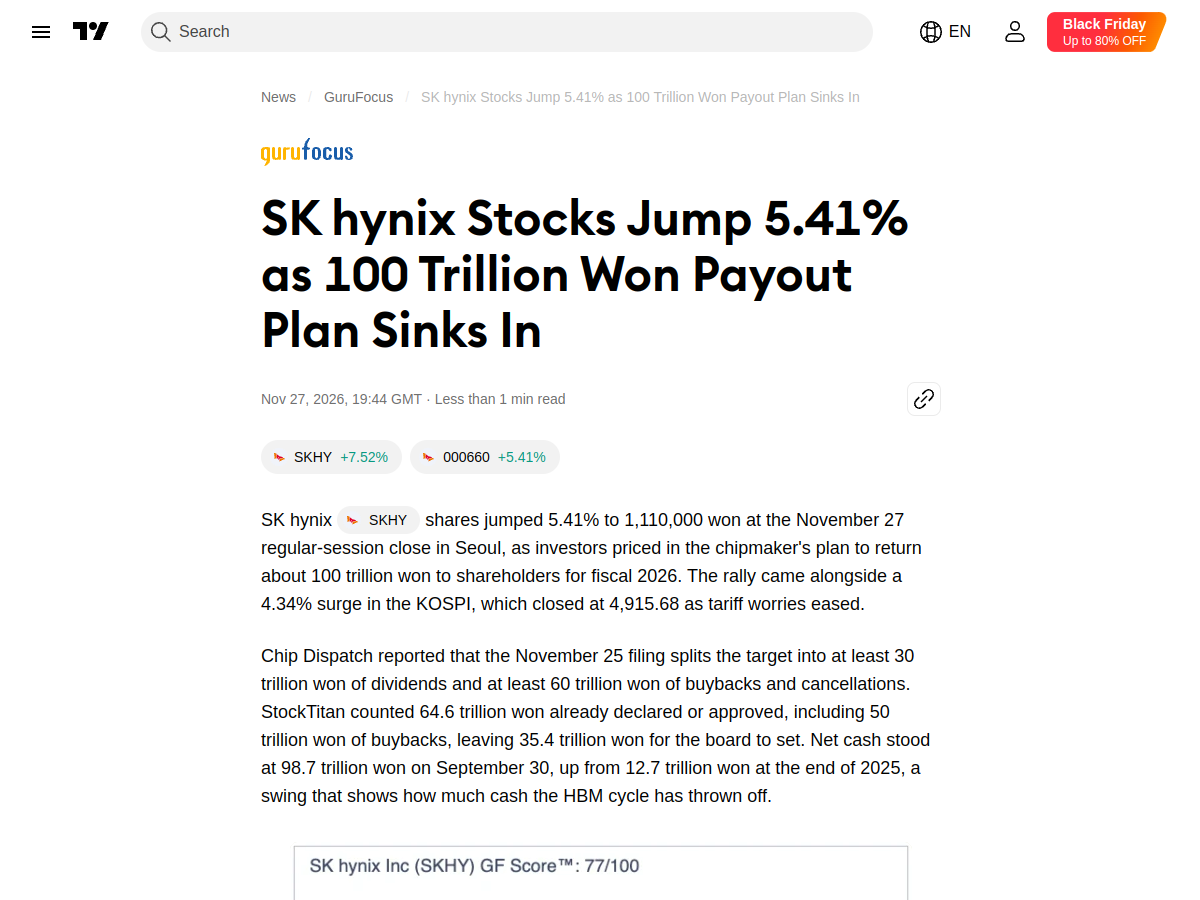 Search
EN
Black Friday
Up to 80% OFF
News / GuruFocus / SK hynix Stocks Jump 5.41% as 100 Trillion Won Payout Plan Sinks In
gurufocus
SK hynix Stocks Jump 5.41%
as 100 Trillion Won Payout
Plan Sinks In
Nov 27, 2026, 19:44 GMT · Less than 1 min read
SKHY +7.52% 000660 +5.41%
SK hynix SKHY shares jumped 5.41% to 1,110,000 won at the November 27
regular-session close in Seoul, as investors priced in the chipmaker's plan to return
about 100 trillion won to shareholders for fiscal 2026. The rally came alongside a
4.34% surge in the KOSPI, which closed at 4,915.68 as tariff worries eased.
Chip Dispatch reported that the November 25 filing splits the target into at least 30
trillion won of dividends and at least 60 trillion won of buybacks and cancellations.
StockTitan counted 64.6 trillion won already declared or approved, including 50
trillion won of buybacks, leaving 35.4 trillion won for the board to set. Net cash stood
at 98.7 trillion won on September 30, up from 12.7 trillion won at the end of 2025, a
swing that shows how much cash the HBM cycle has thrown off.
SK hynix Inc (SKHY) GF Score™: 77/100